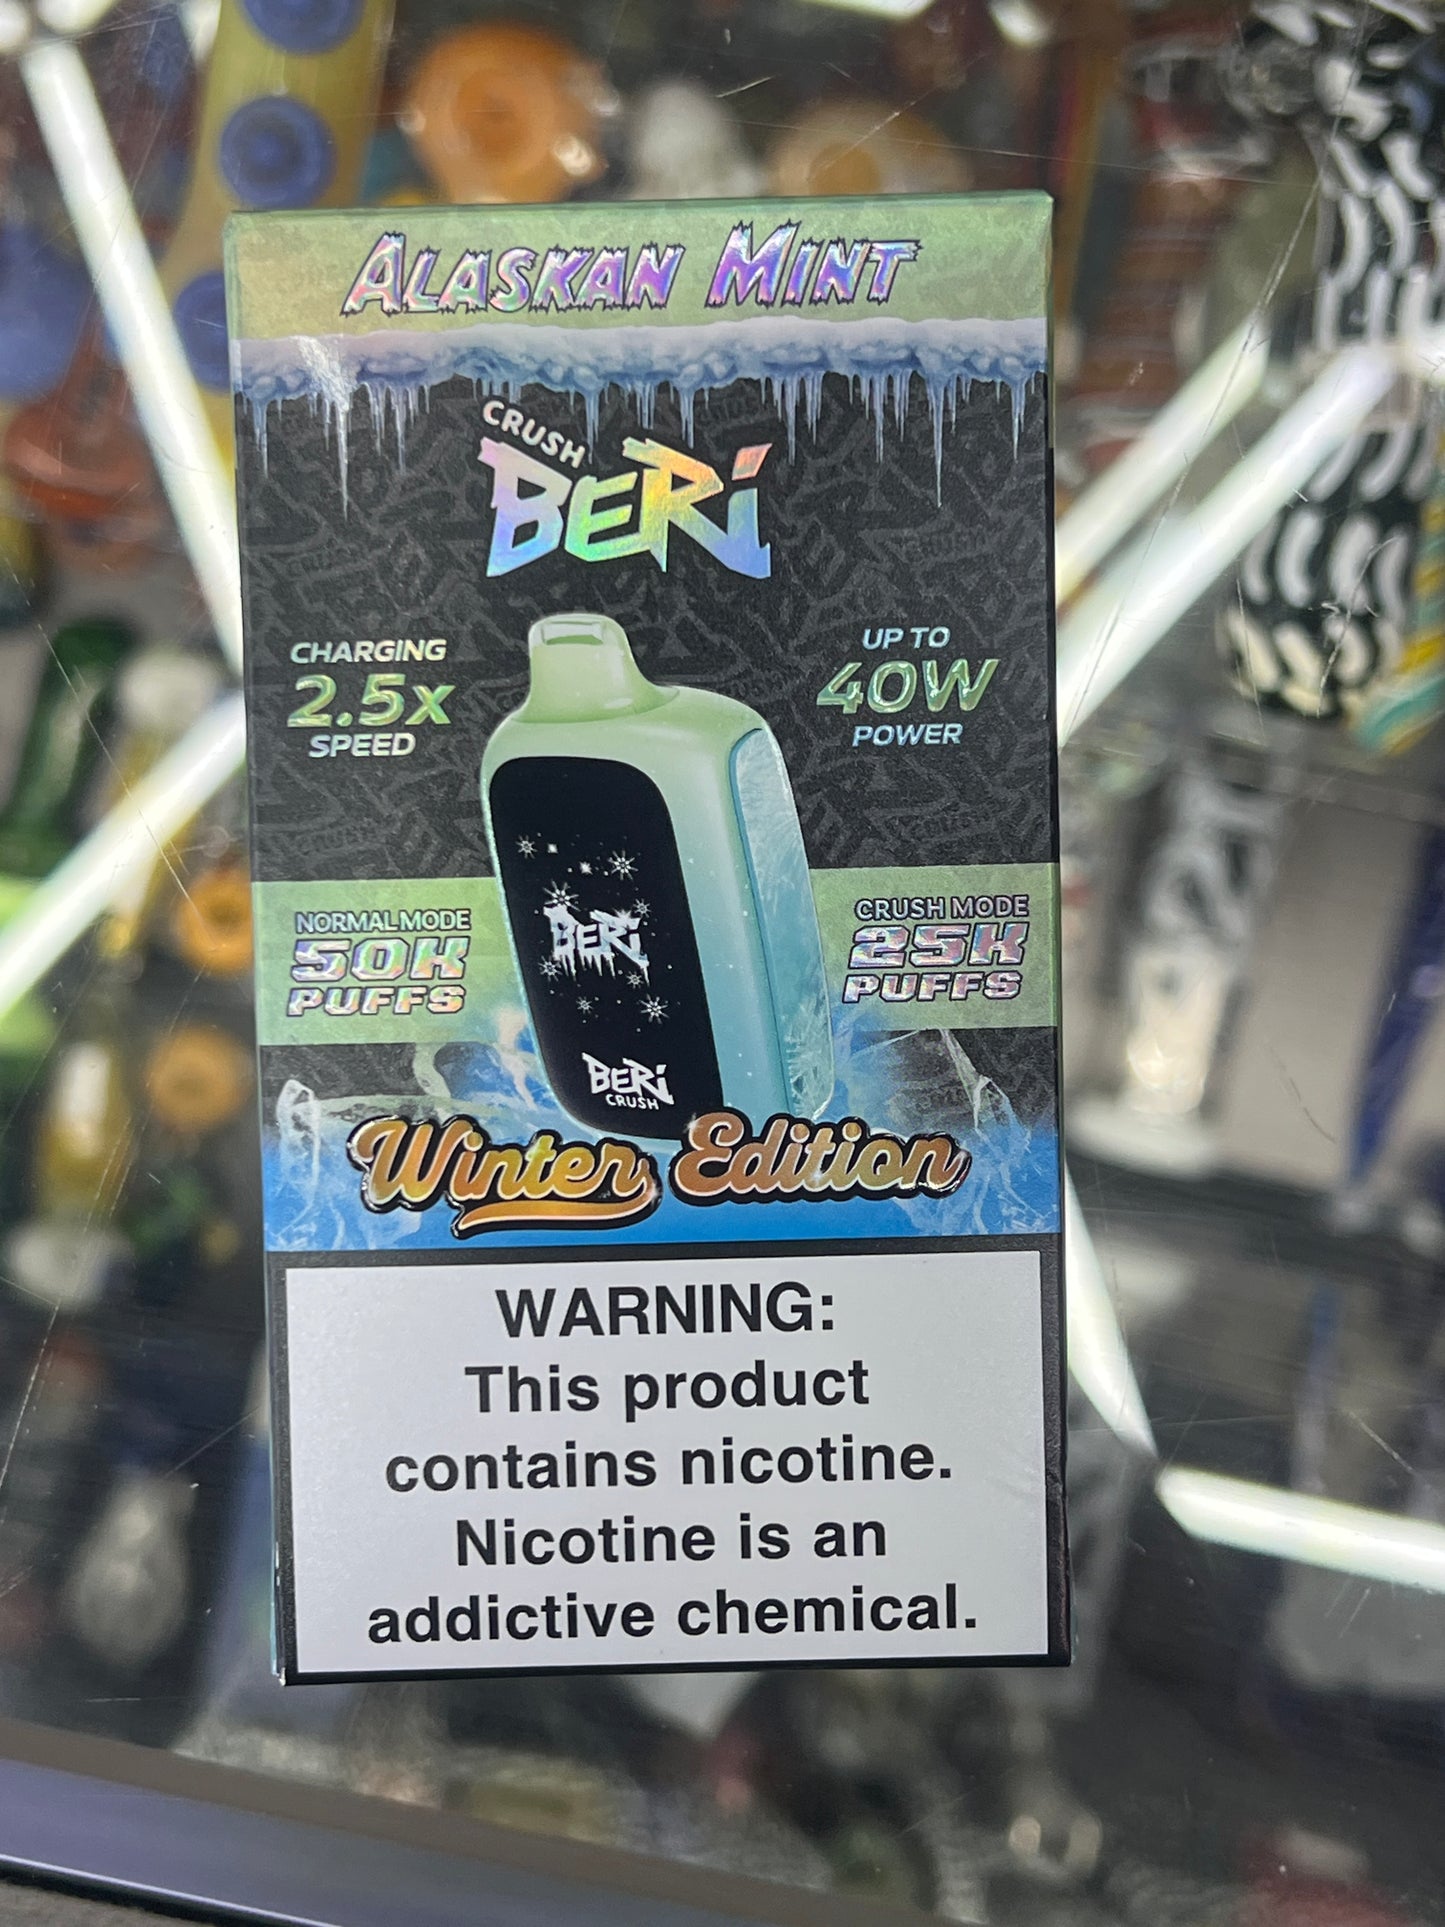 ALASKAN MINT
CRUSH
BERi
CHARGING
2.5x
SPEED
UP TO
40W
POWER
BERi
NORMAL MODE
50K
PUFFS
CRUSH MODE
25K
PUFFS
BERi
CRUSH
Winter Edition
WARNING:
This product
contains nicotine.
Nicotine is an
addictive chemical.